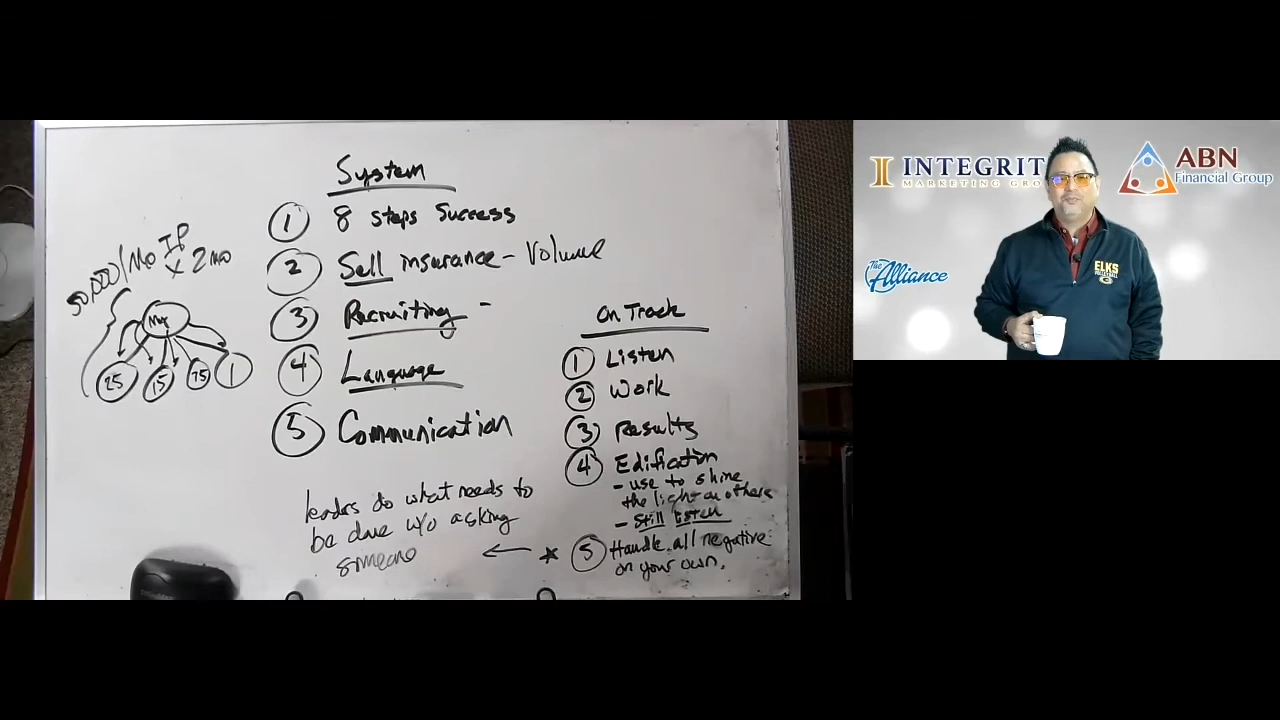 System
① 8 steps Success
② Sell insurance - Volume
③ Recruiting -
④ Language
⑤ Communication
leaders do what needs to
be done w/o asking
someone
50,000/Mo IP
x 2 mo
25
15
1
On Track
① Listen
② Work
③ Results
④ Edification
- use to shine
the light on others
- Still listen
⑤ Handle all negative
on your own.
INTEGRIT
MARKETING GRO
ABN
Financial Group
The
Alliance
ELKS